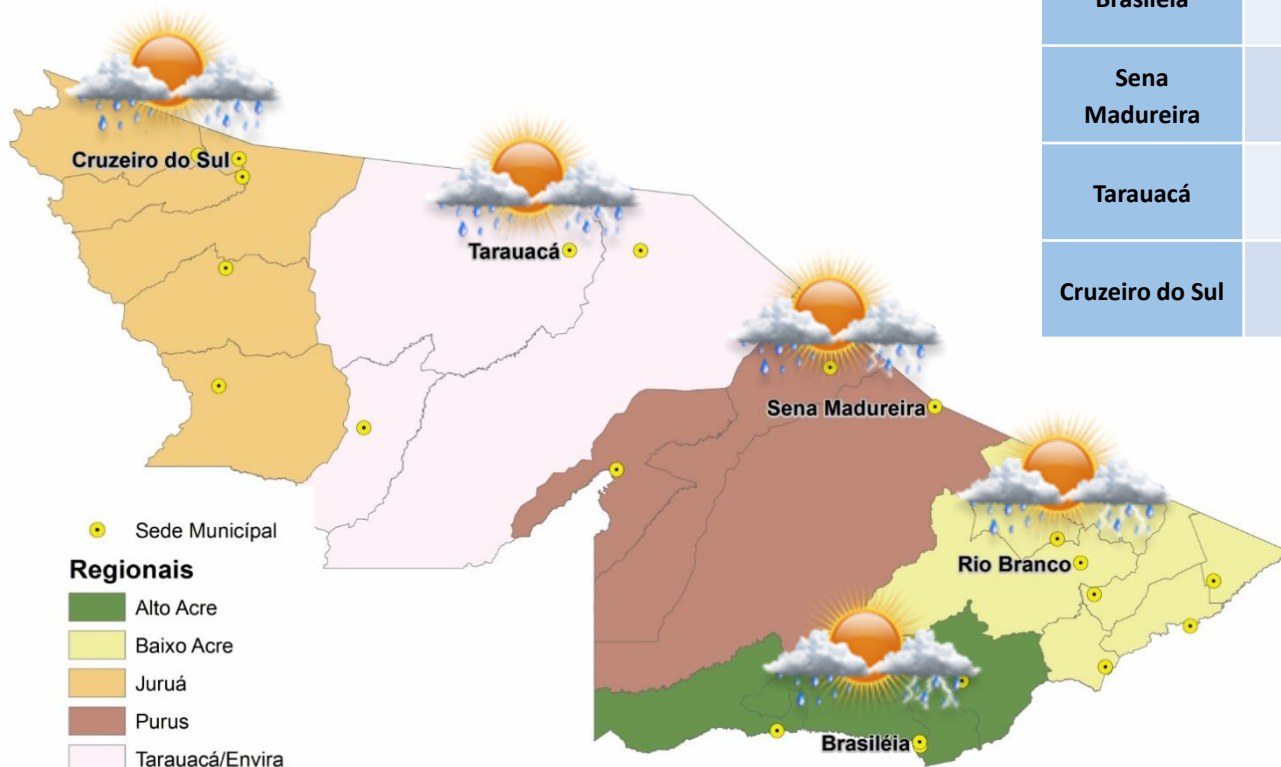 Brasiléia
Sena
Madureira
Tarauacá
Cruzeiro do Sul
Cruzeiro do Sul
Tarauacá
Sena Madureira
Rio Branco
Brasiléia
Sede Municípal
Regionais
Alto Acre
Baixo Acre
Juruá
Purus
Tarauacá/Envira